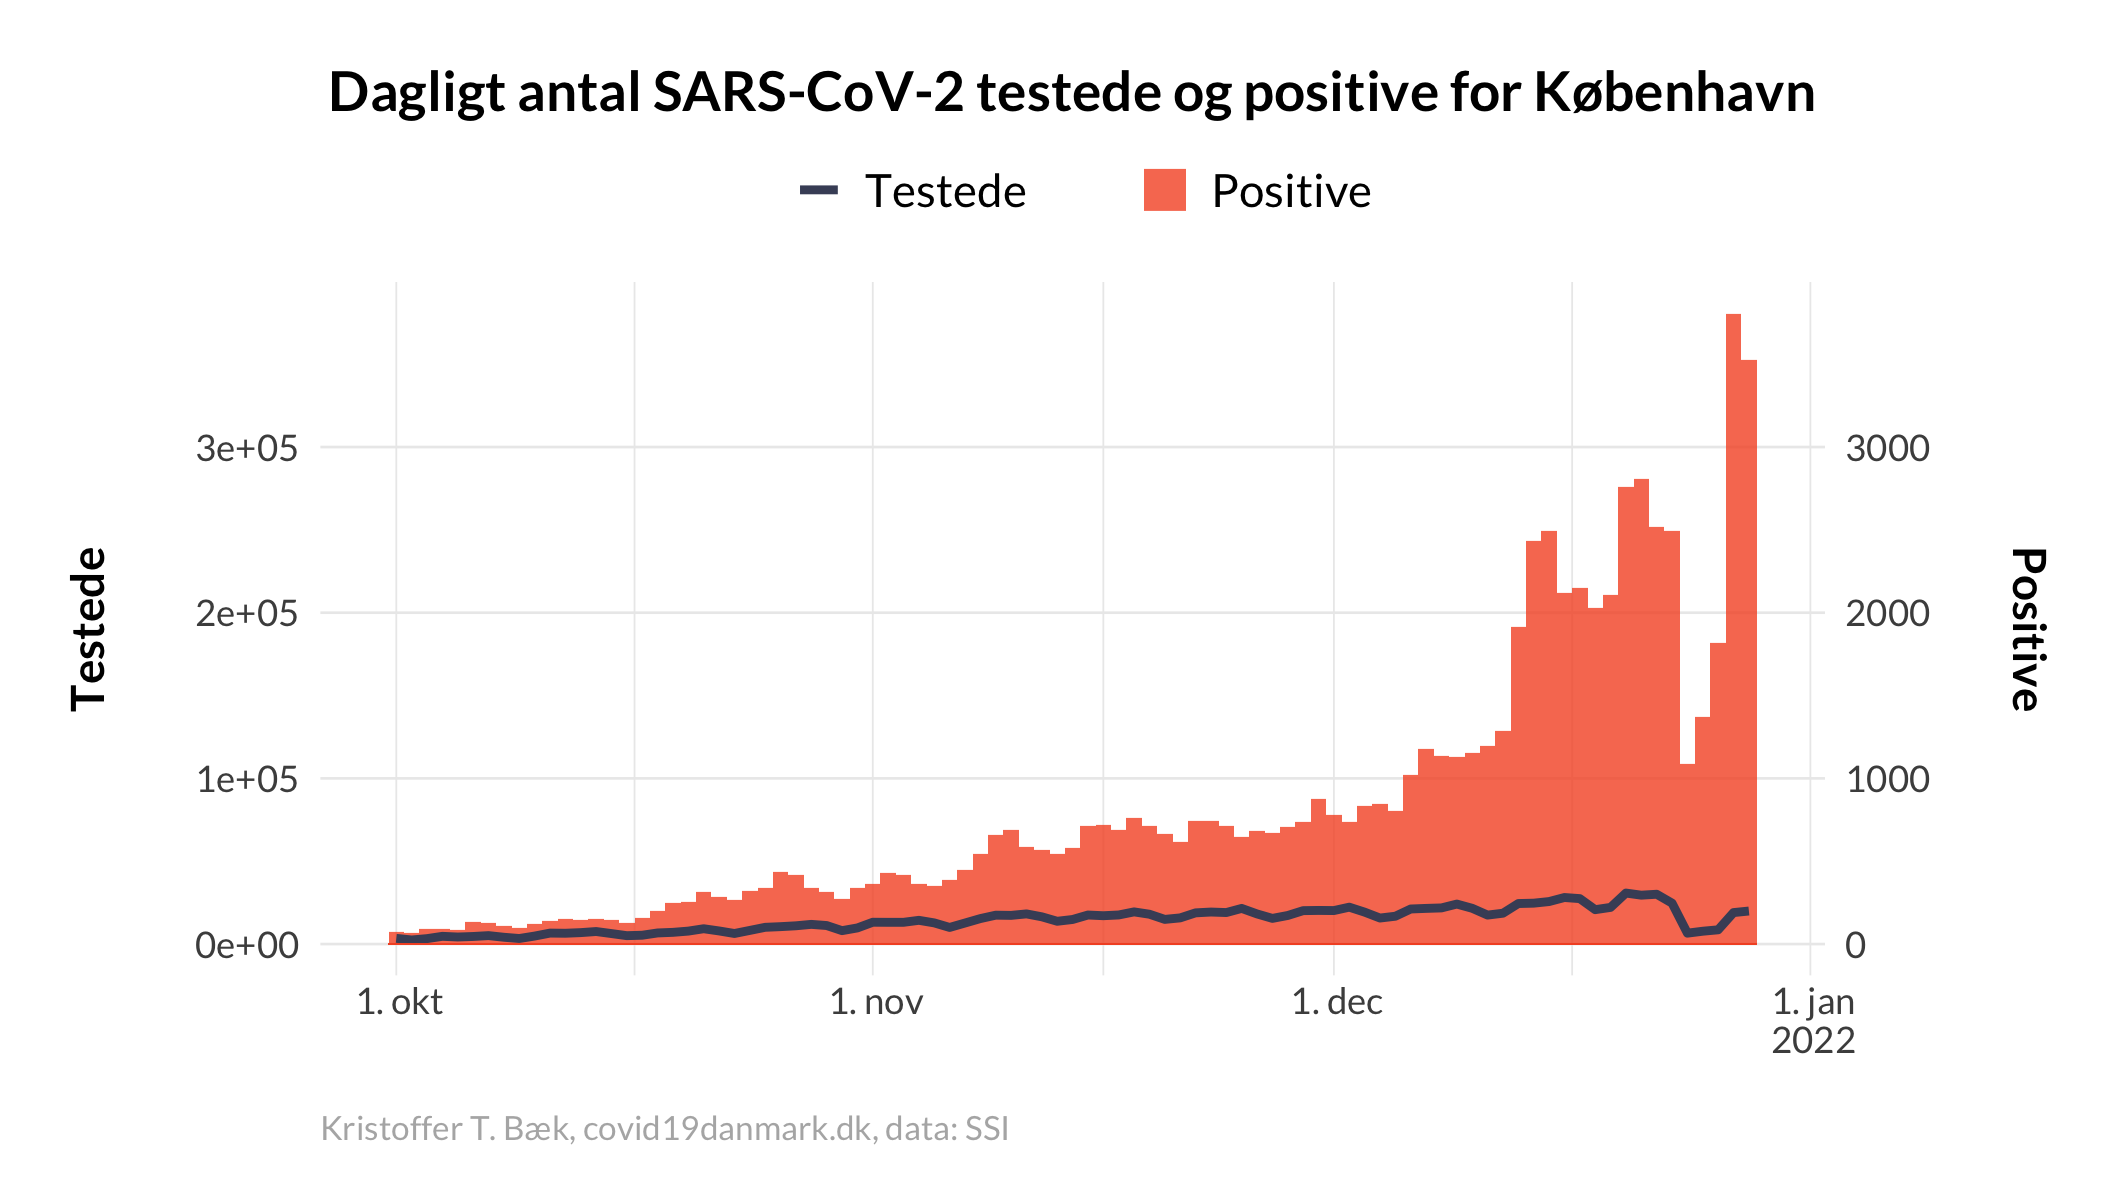 Dagligt antal SARS-CoV-2 testede og positive for København
Testede
Positive
Testede
3e+05
2e+05
1e+05
0e+00
3000
2000
1000
0
Positive
1. okt
1. nov
1. dec
1. jan
2022
Kristoffer T. Bæk, covid19danmark.dk, data: SSI